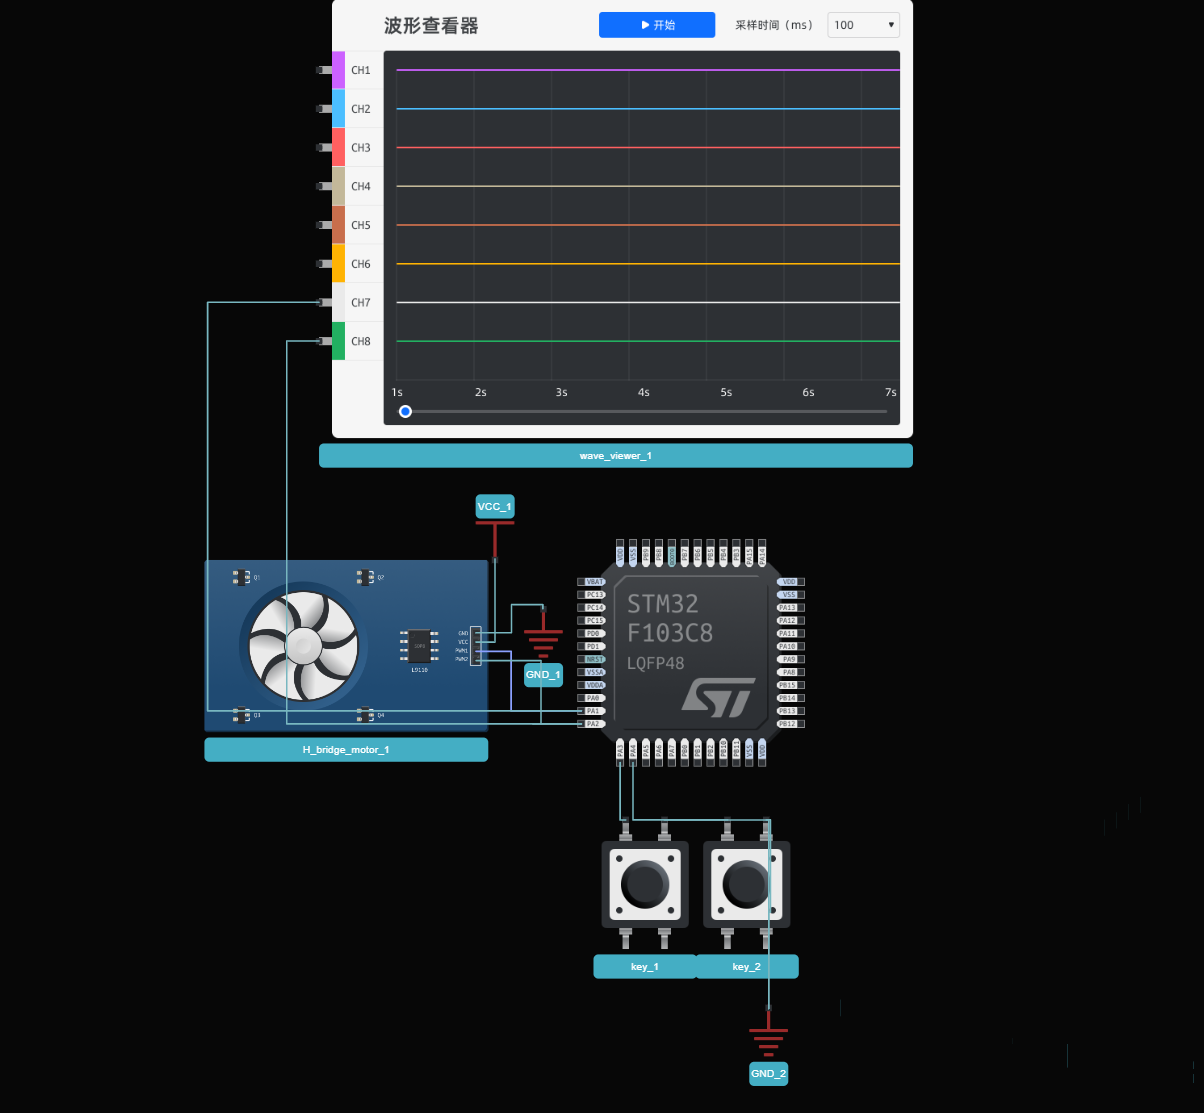 波形查看器
▶ 开始
采样时间（ms）
100
CH1
CH2
CH3
CH4
CH5
CH6
CH7
CH8
1s 2s 3s 4s 5s 6s 7s
wave_viewer_1
VCC_1
Q1
Q2
GND
VCC
PWM1
PWM2
L9110
Q3
Q4
GND_1
H_bridge_motor_1
VDD
VSS
PB9
PB8
PB7
PB6
PB5
PB4
PB3
PA15
PA14
VBAT
PC13
PC14
PC15
PD0
PD1
NRST
VSSA
VDDA
PA0
PA1
PA2
STM32
F103C8
LQFP48
VDD
VSS
PA13
PA12
PA11
PA10
PA9
PA8
PB15
PB14
PB13
PB12
PA3
PA4
PA5
PA6
PA7
PB0
PB1
PB2
PB10
PB11
VSS
VDD
key_1
key_2
GND_2